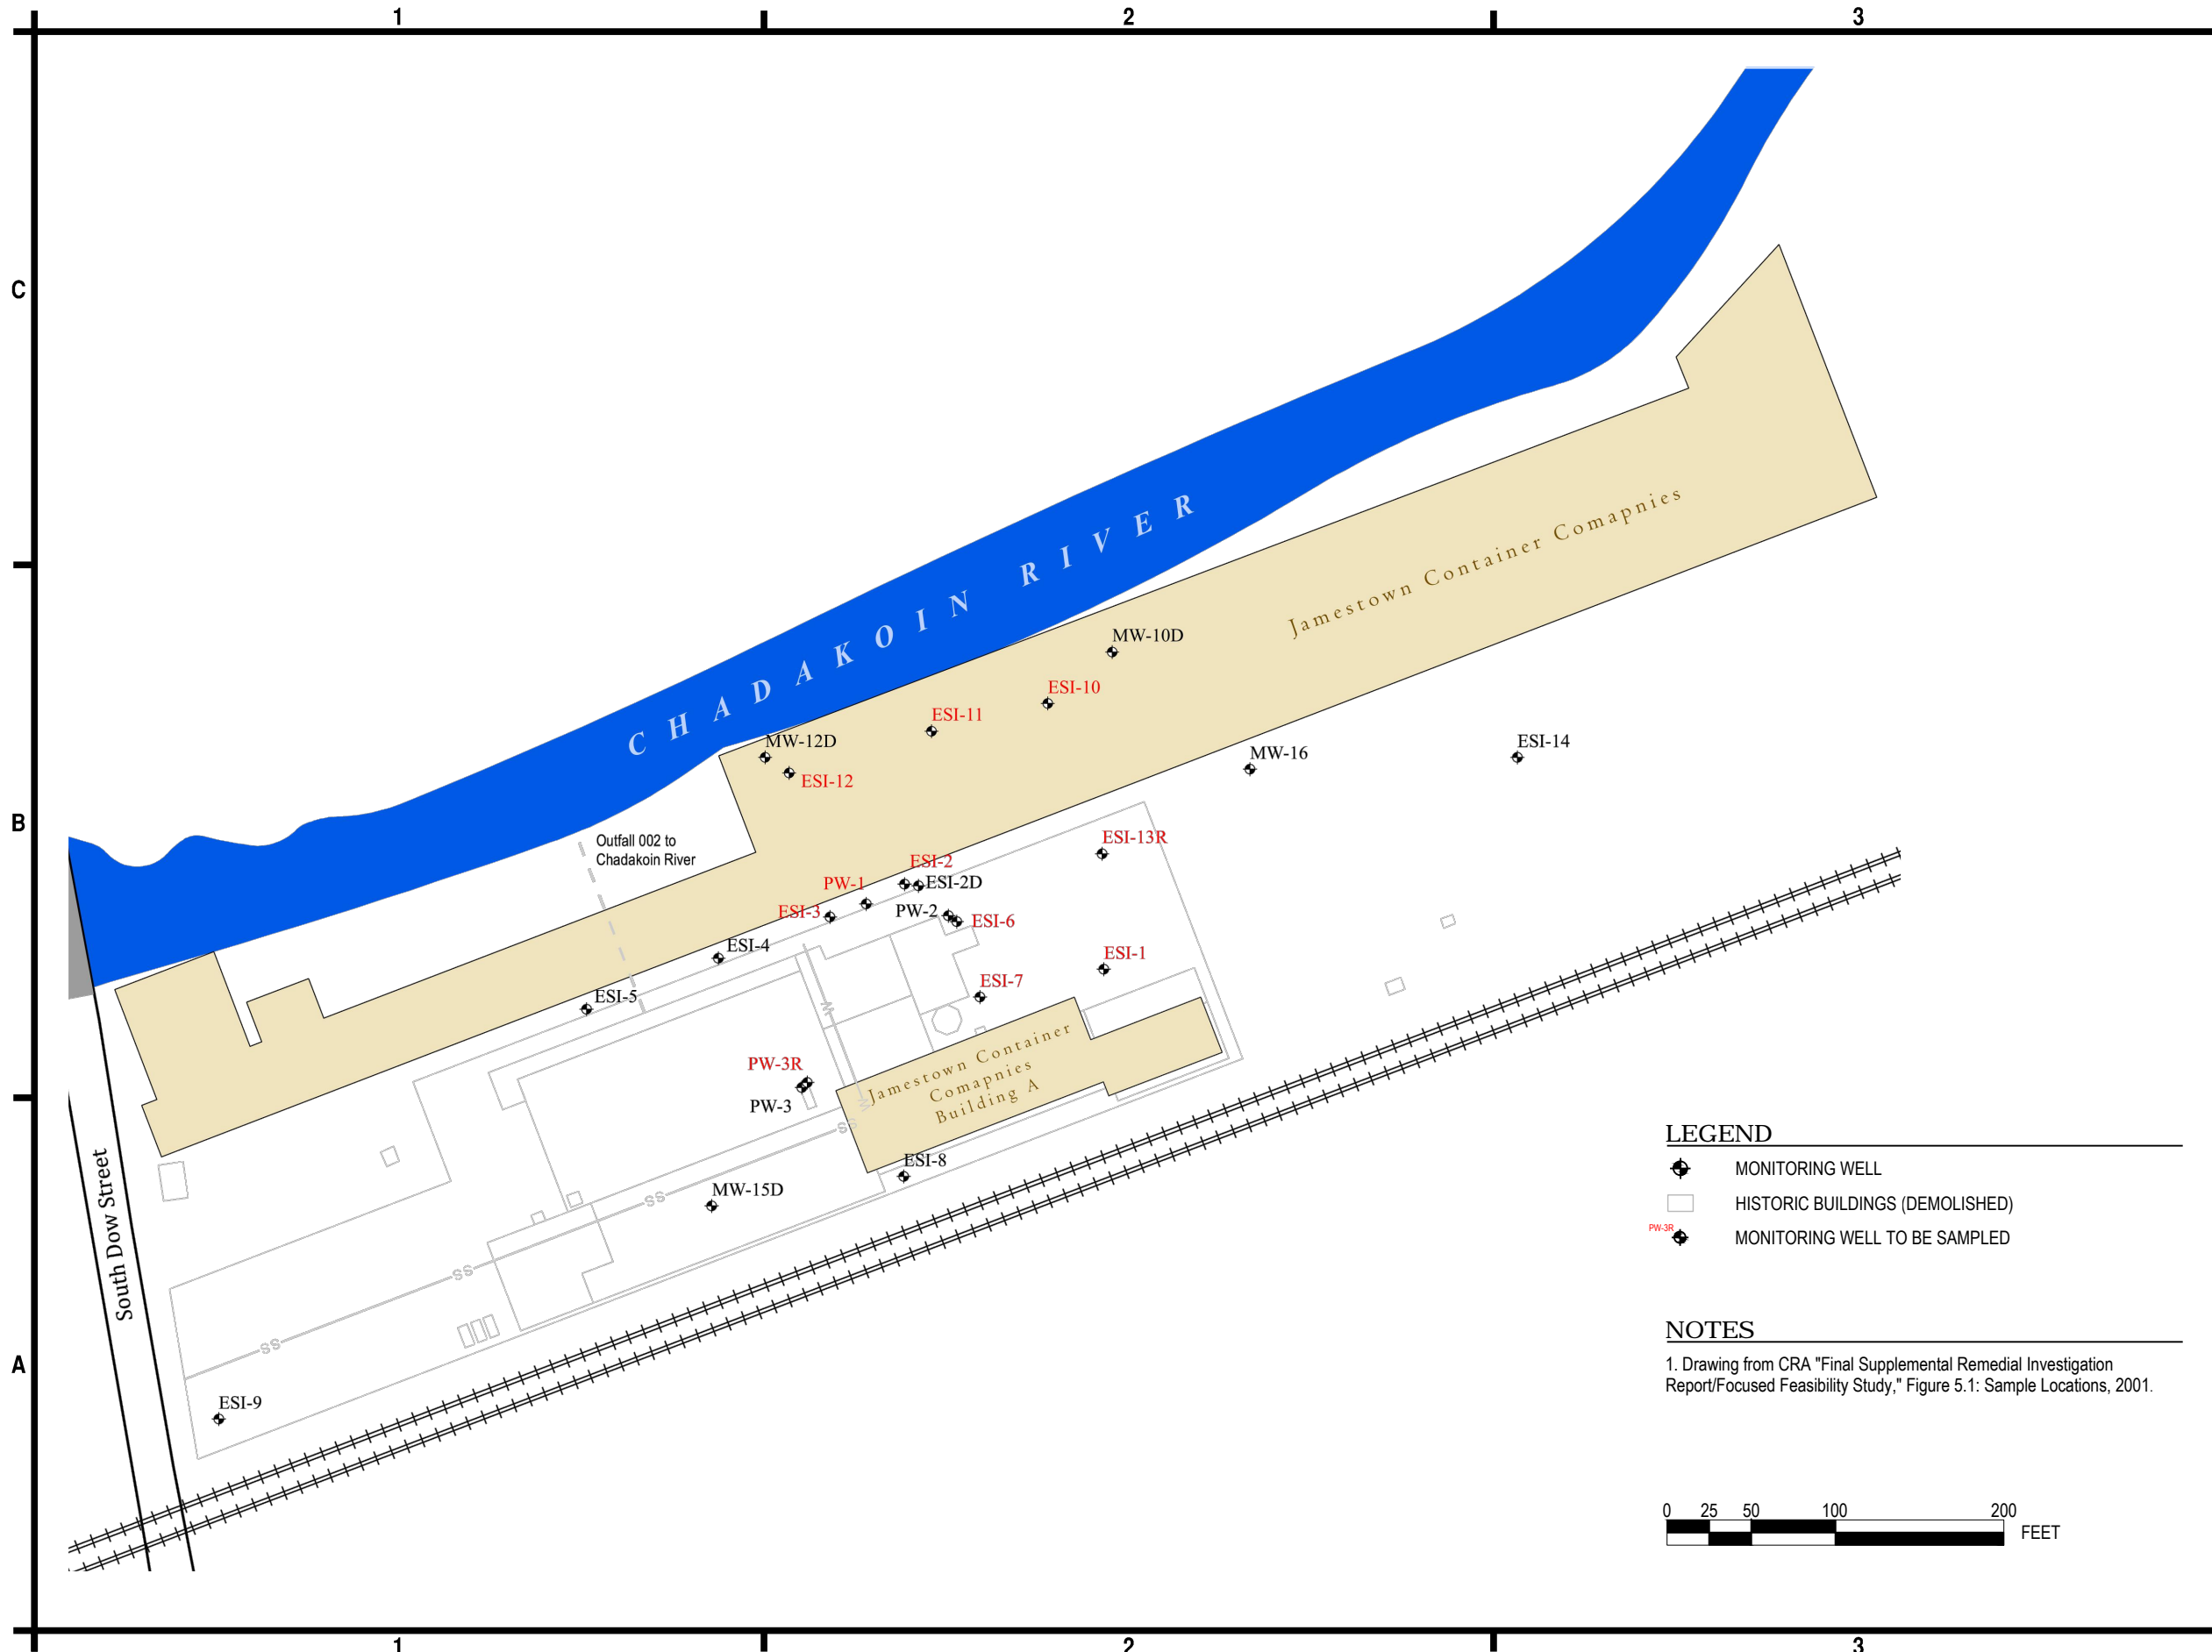 1
2
3
C
CHADAKOIN RIVER
Jamestown Container Comapnies
MW-10D
ESI-10
ESI-11
MW-12D
ESI-12
MW-16
ESI-14
B
Outfall 002 to
Chadakoin River
ESI-13R
ESI-2
ESI-2D
PW-1
ESI-3
PW-2
ESI-6
ESI-4
ESI-1
ESI-7
ESI-5
W
PW-3R
PW-3
W
Jamestown Container
Comapnies
Building A
SS
ESI-8
MW-15D
SS
SS
SS
South Dow Street
A
ESI-9
LEGEND
MONITORING WELL
HISTORIC BUILDINGS (DEMOLISHED)
PW-3R
MONITORING WELL TO BE SAMPLED
NOTES
1. Drawing from CRA "Final Supplemental Remedial Investigation
Report/Focused Feasibility Study," Figure 5.1: Sample Locations, 2001.
0 25 50 100 200
FEET
1
2
3